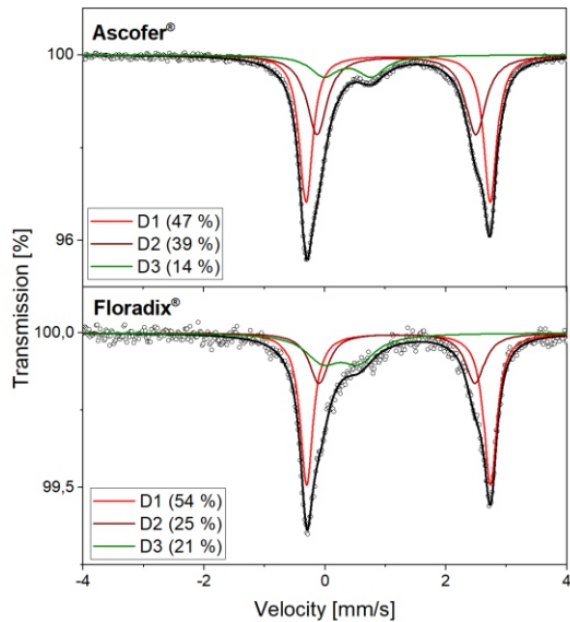 Ascofer®
100
96
D1 (47 %)
D2 (39 %)
D3 (14 %)
Transmission [%]
Floradix®
100,0
99,5
D1 (54 %)
D2 (25 %)
D3 (21 %)
-4 -2 0 2 4
Velocity [mm/s]